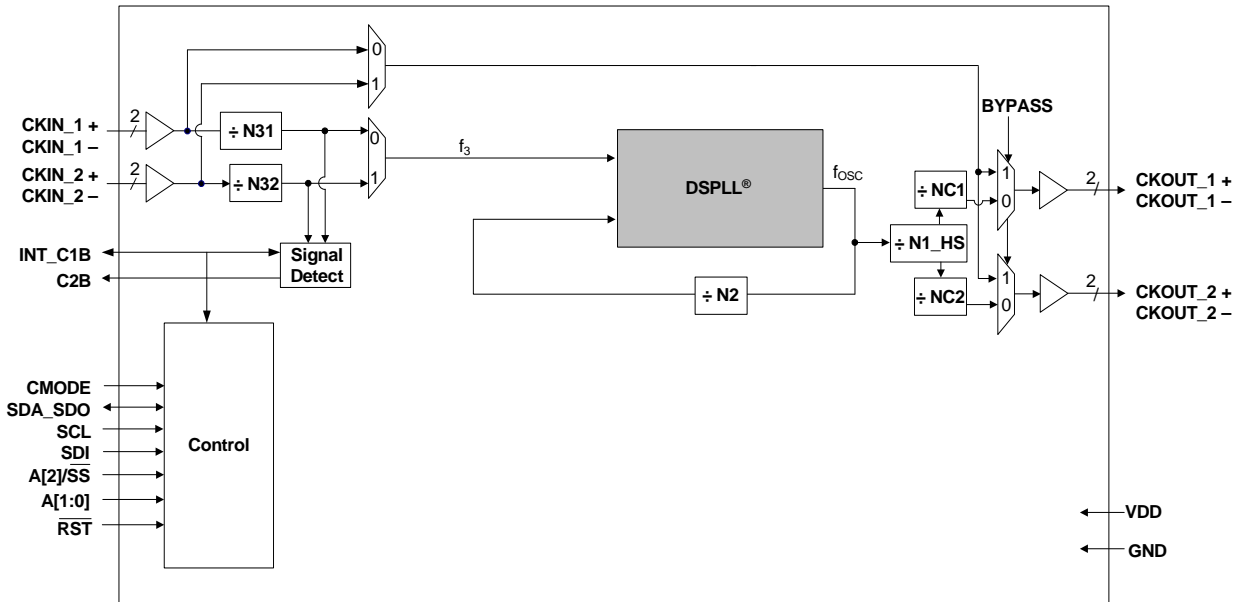 0
1
BYPASS
CKIN_1 +
CKIN_1 –
2
÷ N31
0
1
f3
DSPLL®
fOSC
CKIN_2 +
CKIN_2 –
2
÷ N32
÷ NC1
1
0
2
CKOUT_1 +
CKOUT_1 –
÷ N1_HS
INT_C1B
C2B
Signal
Detect
÷ N2
÷ NC2
1
0
2
CKOUT_2 +
CKOUT_2 –
CMODE
SDA_SDO
SCL
SDI
A[2]/S̅S̅
A[1:0]
R̅S̅T̅
Control
VDD
GND